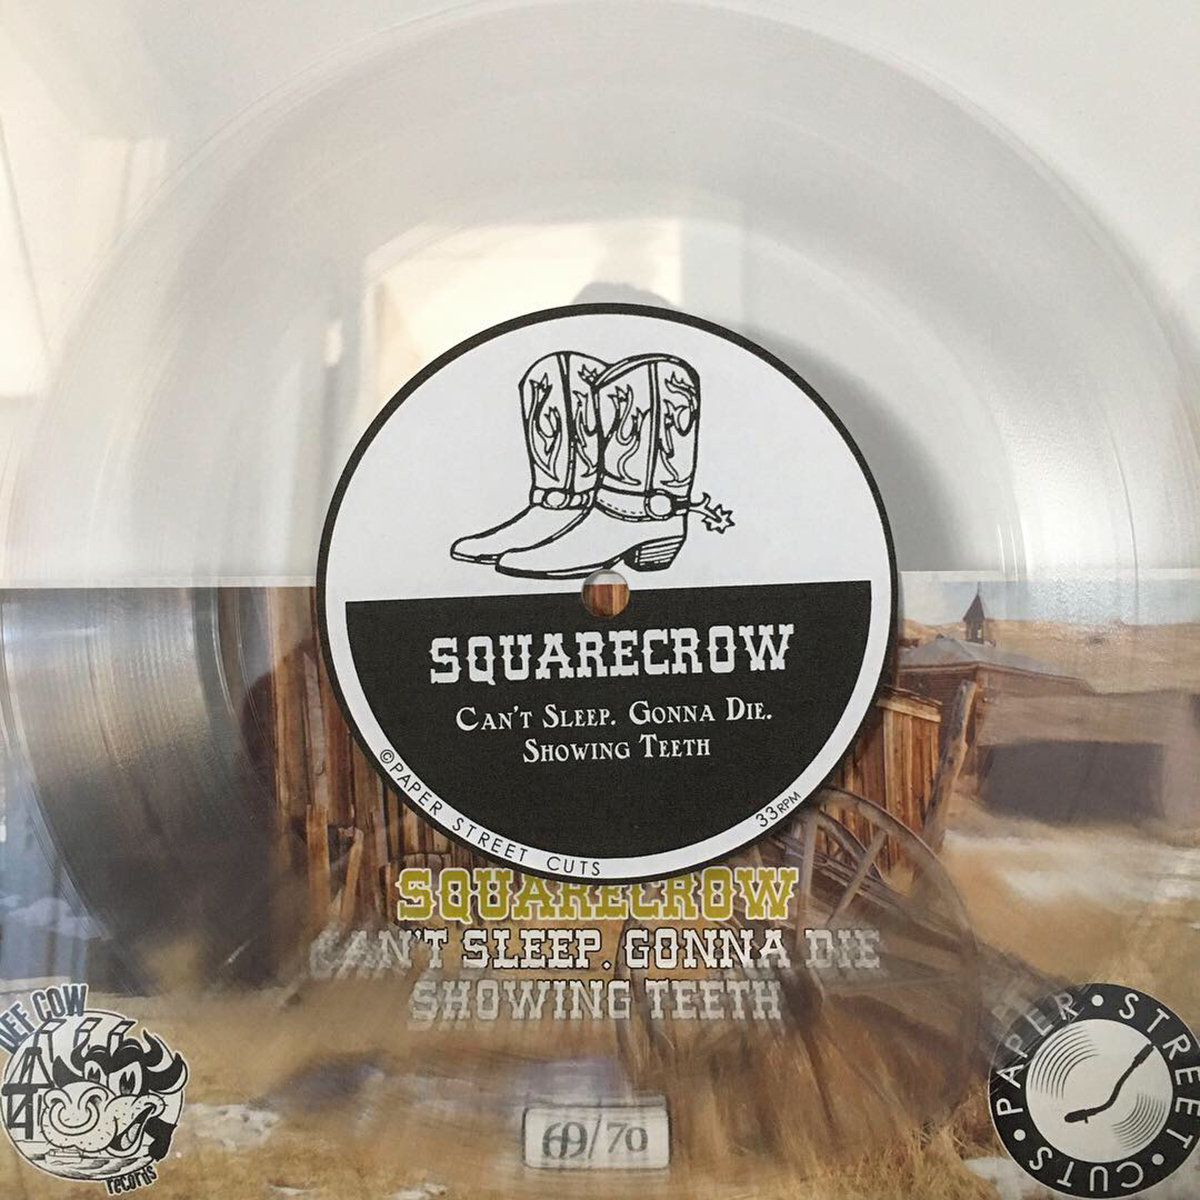 SQUARECROW
CAN'T SLEEP. GONNA DIE.
SHOWING TEETH
©PAPER STREET CUTS
33RPM
SQUARECROW
CAN'T SLEEP. GONNA DIE
SHOWING TEETH
DEF COW
records
69/70
PAPER • STREET • CUTS •